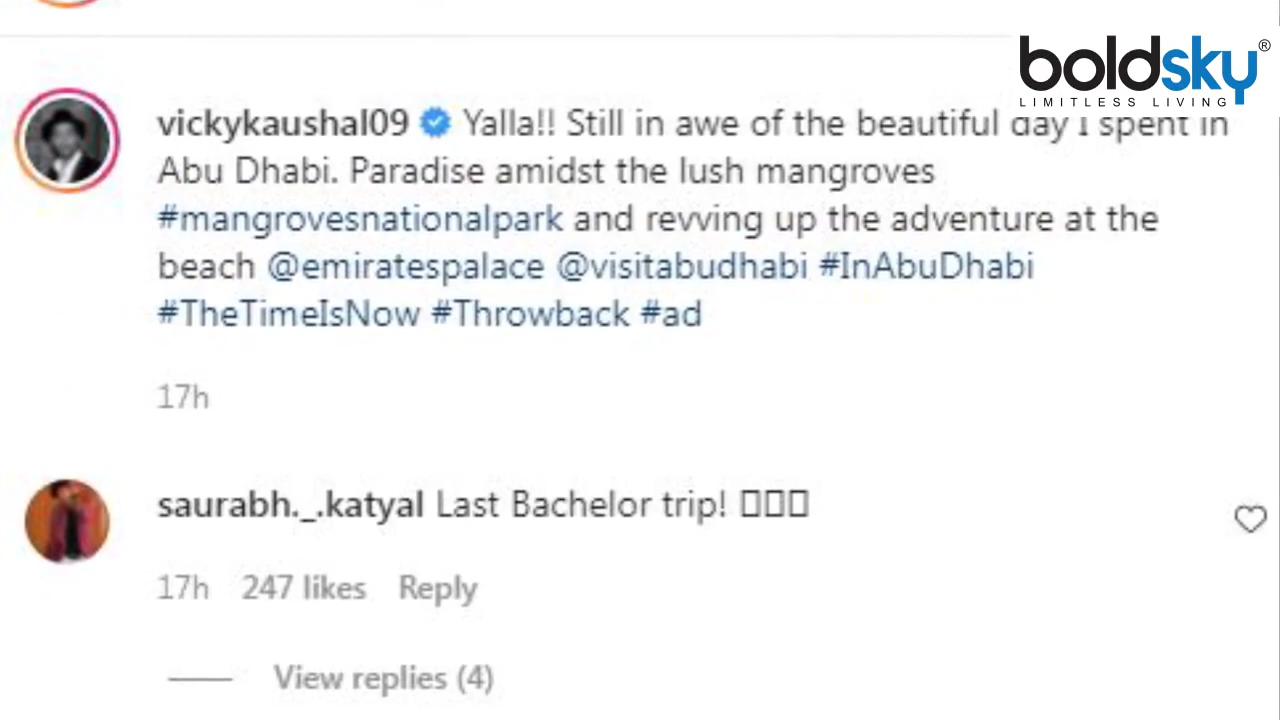 boldsky®
LIMITLESS LIVING
vickykaushal09 Yalla!! Still in awe of the beautiful day I spent in
Abu Dhabi. Paradise amidst the lush mangroves
#mangrovesnationalpark and revving up the adventure at the
beach @emiratespalace @visitabudhabi #InAbuDhabi
#TheTimeIsNow #Throwback #ad
17h
saurabh._.katyal Last Bachelor trip! □□□
17h 247 likes Reply
View replies (4)